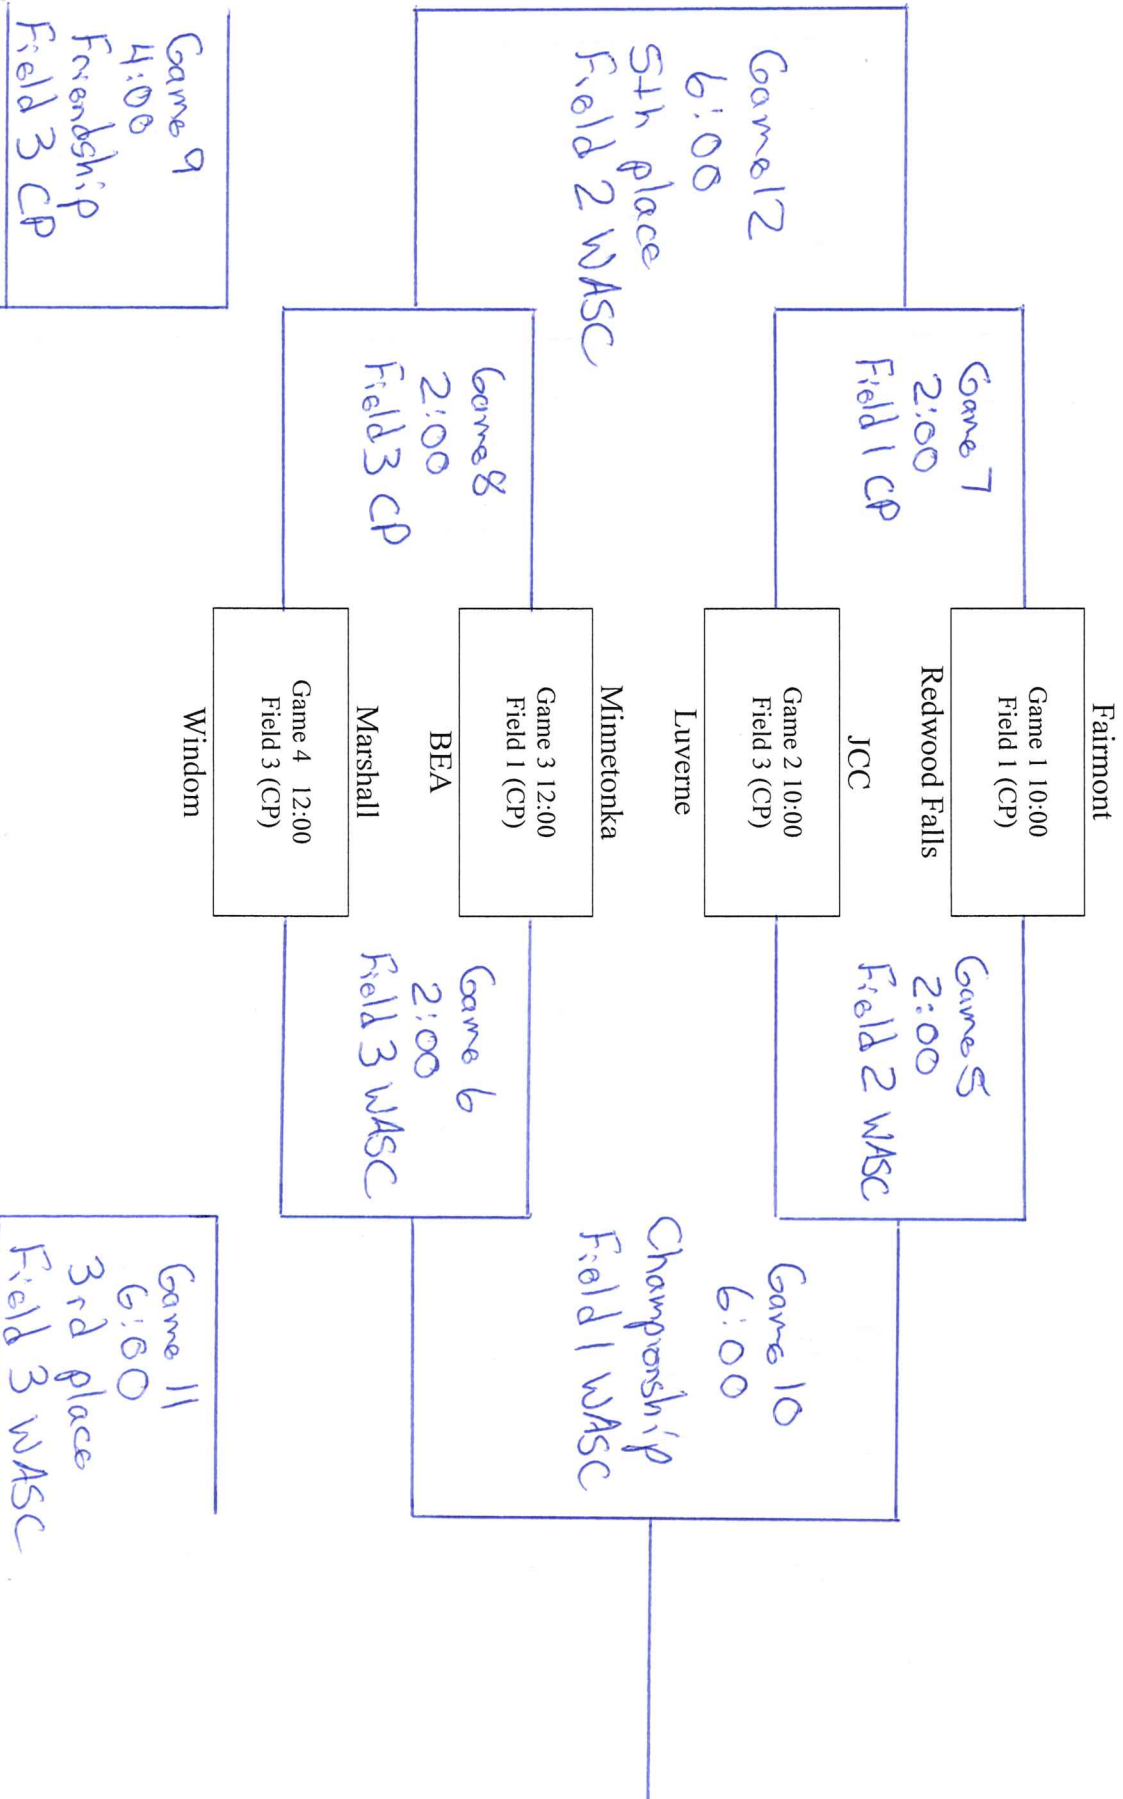 Fairmont
Game 1 10:00
Field 1 (CP)
Redwood Falls
JCC
Game 2 10:00
Field 3 (CP)
Luverne
Minnetonka
Game 3 12:00
Field 1 (CP)
BEA
Marshall
Game 4 12:00
Field 3 (CP)
Windom
Game 7
2:00
Field 1 CP
Game 8
2:00
Field 3 CP
Game 12
6:00
5th place
Field 2 WASC
Game 9
4:00
Friendship
Field 3 CP
Game 5
2:00
Field 2 WASC
Game 6
2:00
Field 3 WASC
Game 10
6:00
Championship
Field 1 WASC
Game 11
6:00
3rd place
Field 3 WASC